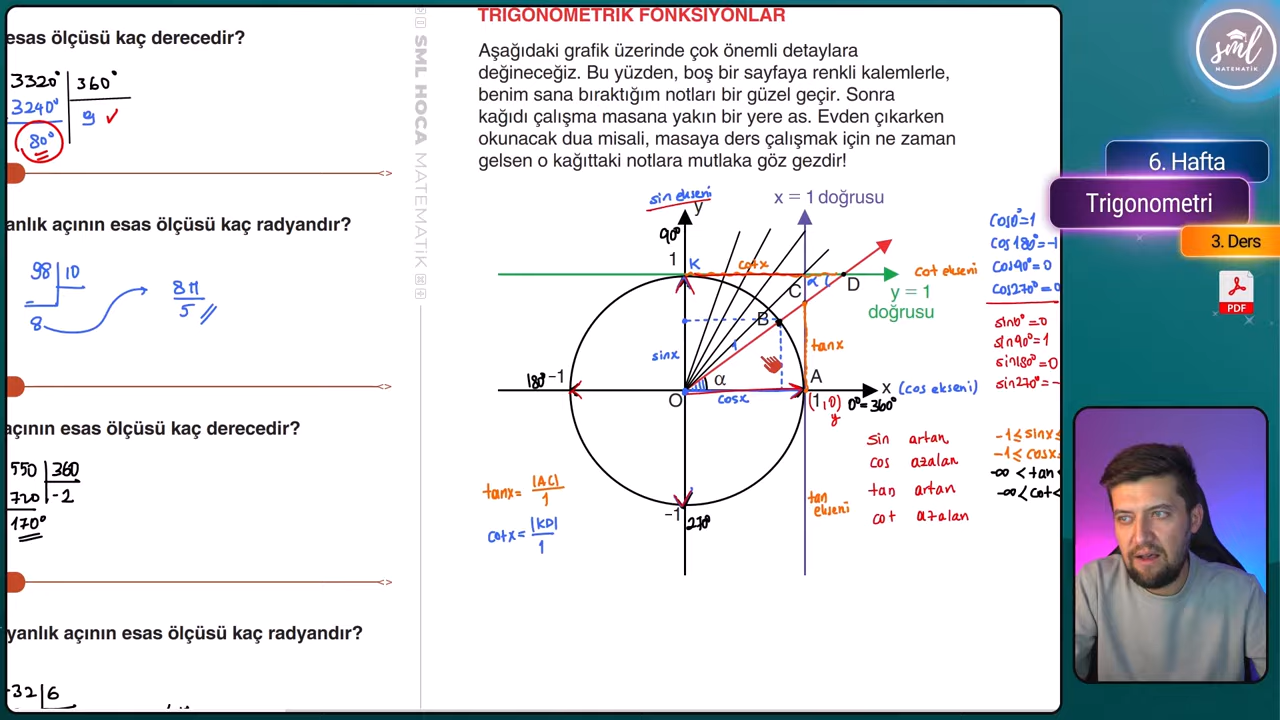 esas ölçüsü kaç derecedir?
3320° 360°
3240° 9 ✓
80°
anlık açının esas ölçüsü kaç radyandır?
98 10
8
8π
5
açının esas ölçüsü kaç derecedir?
550 360
720 -2
170°
yanlık açının esas ölçüsü kaç radyandır?
-32 6
SML HOCA MATEMATİK
TRİGONOMETRİK FONKSİYONLAR
Aşağıdaki grafik üzerinde çok önemli detaylara
değineceğiz. Bu yüzden, boş bir sayfaya renkli kalemlerle,
benim sana bıraktığım notları bir güzel geçir. Sonra
kağıdı çalışma masana yakın bir yere as. Evden çıkarken
okunacak dua misali, masaya ders çalışmak için ne zaman
gelsen o kağıttaki notlara mutlaka göz gezdir!
sin ekseni
y
x = 1 doğrusu
90°
1
K
cotx
cot ekseni
C
α
D
y = 1
doğrusu
B
1
sinx
tanx
180° -1
α
A
x (cos ekseni)
O
cosx
(1,0)
y
0°=360°
-1
270°
tan
ekseni
tanx = |AC|
1
cotx = |KD|
1
sin artan
cos azalan
tan artan
cot azalan
cos0°=1
cos180°=-1
cos90°=0
cos270°=0
sin0°=0
sin90°=1
sin180°=0
sin270°=-
-1≤sinx≤
-1≤cosx≤
-∞<tan<
-∞<cot<
sml
MATEMATİK
6. Hafta
Trigonometri
3. Ders
PDF